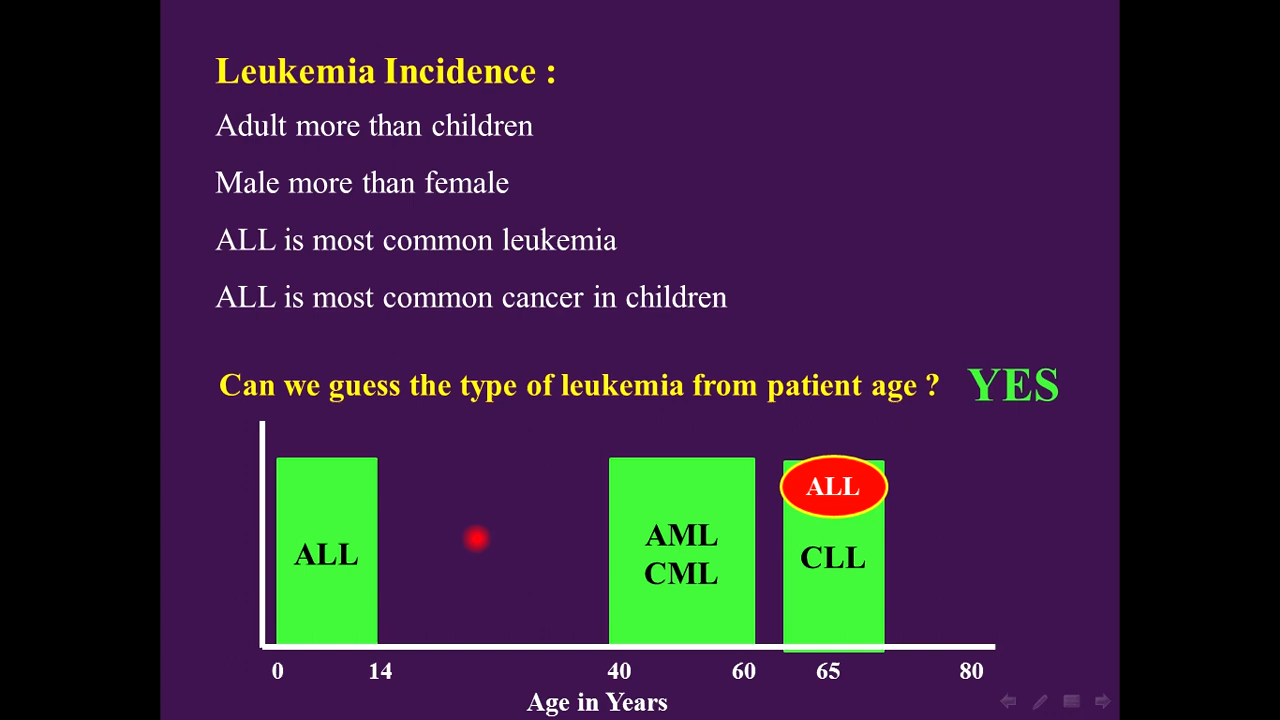 Leukemia Incidence :
Adult more than children
Male more than female
ALL is most common leukemia
ALL is most common cancer in children
Can we guess the type of leukemia from patient age ? YES
ALL
AML
CML
ALL
CLL
0 14 40 60 65 80
Age in Years